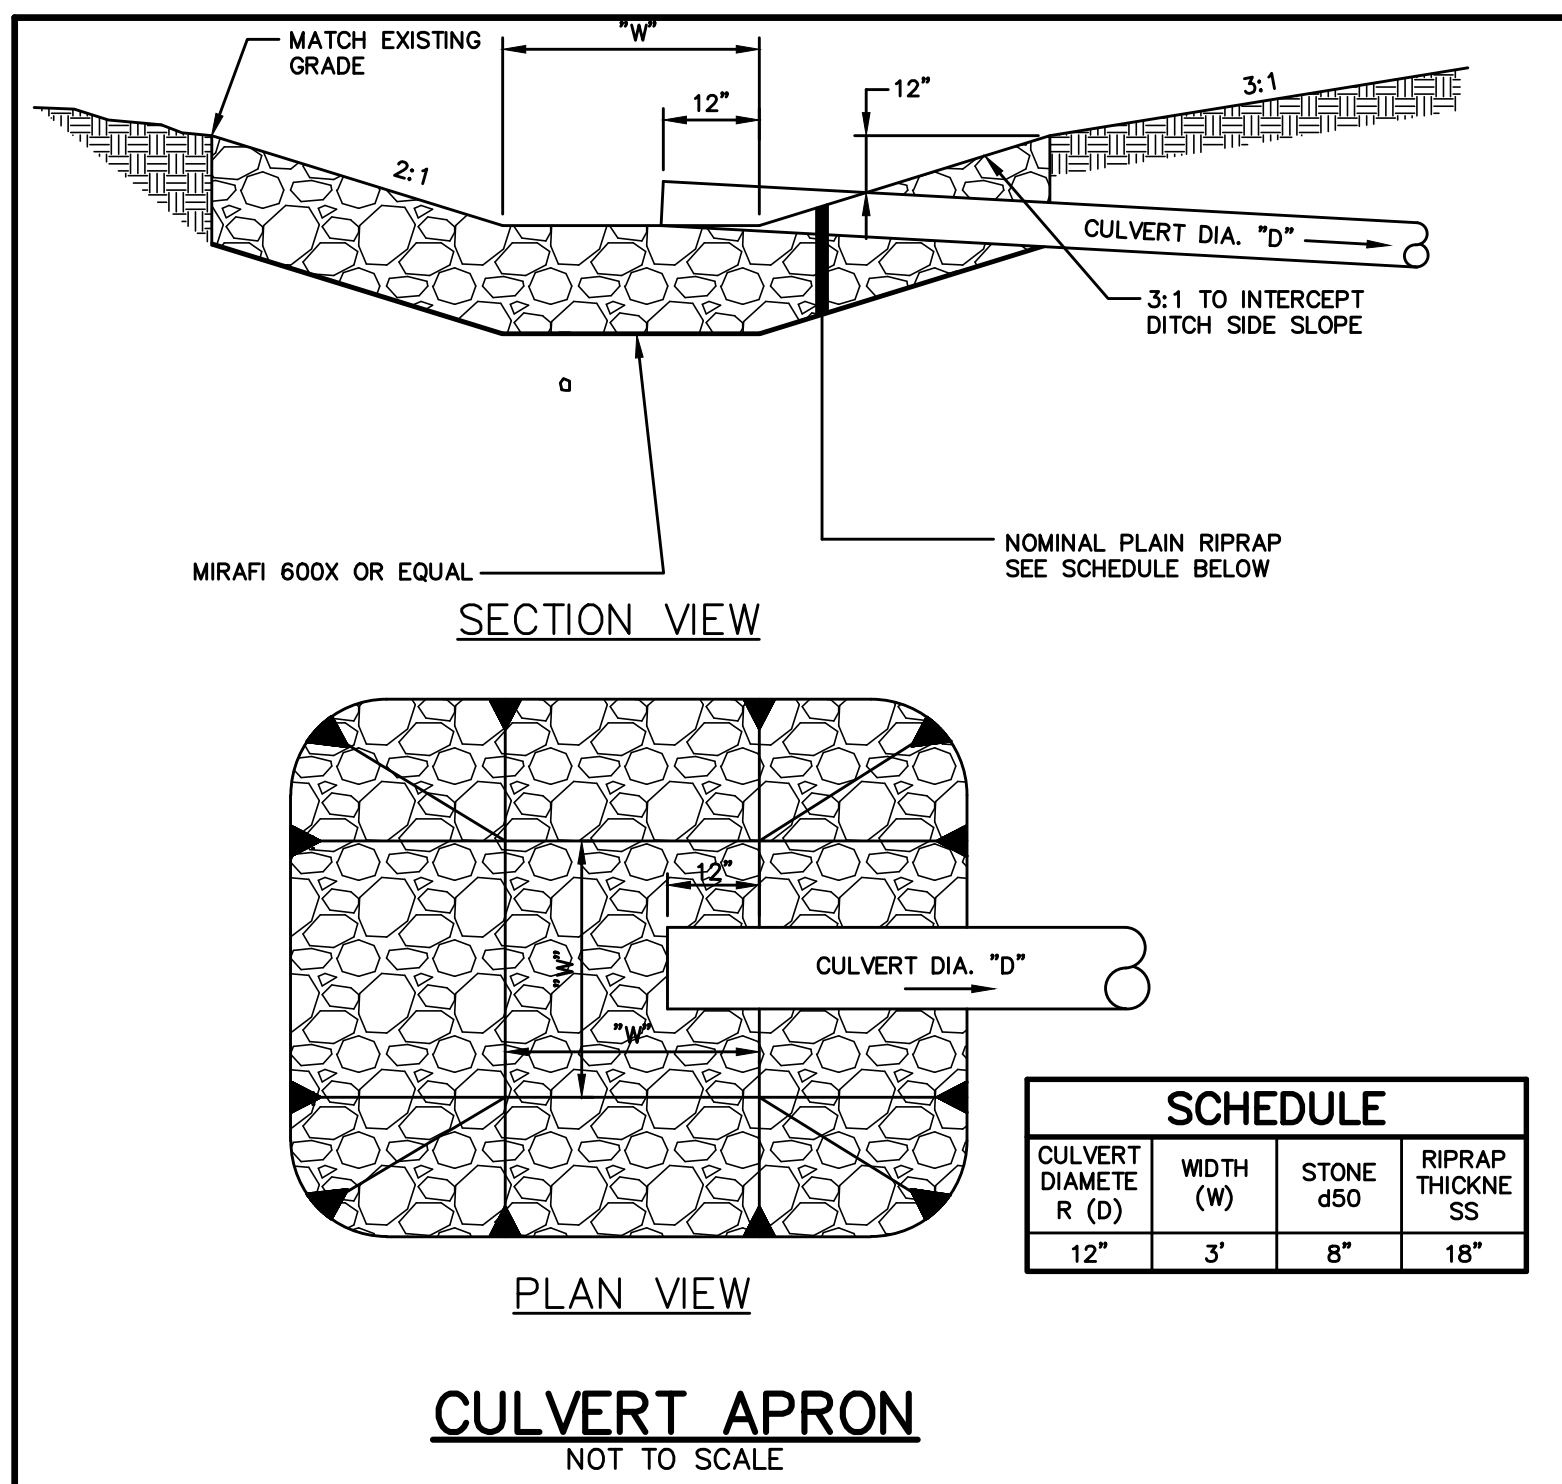 "W"
MATCH EXISTING
GRADE
12"
12"
3:1
2:1
CULVERT DIA. "D"
3:1 TO INTERCEPT
DITCH SIDE SLOPE
NOMINAL PLAIN RIPRAP
SEE SCHEDULE BELOW
MIRAFI 600X OR EQUAL
SECTION VIEW
12"
"W"
CULVERT DIA. "D"
"W"
PLAN VIEW
SCHEDULE
CULVERT
DIAMETE
R (D)
WIDTH
(W)
STONE
d50
RIPRAP
THICKNE
SS
12"
3'
8"
18"
CULVERT APRON
NOT TO SCALE